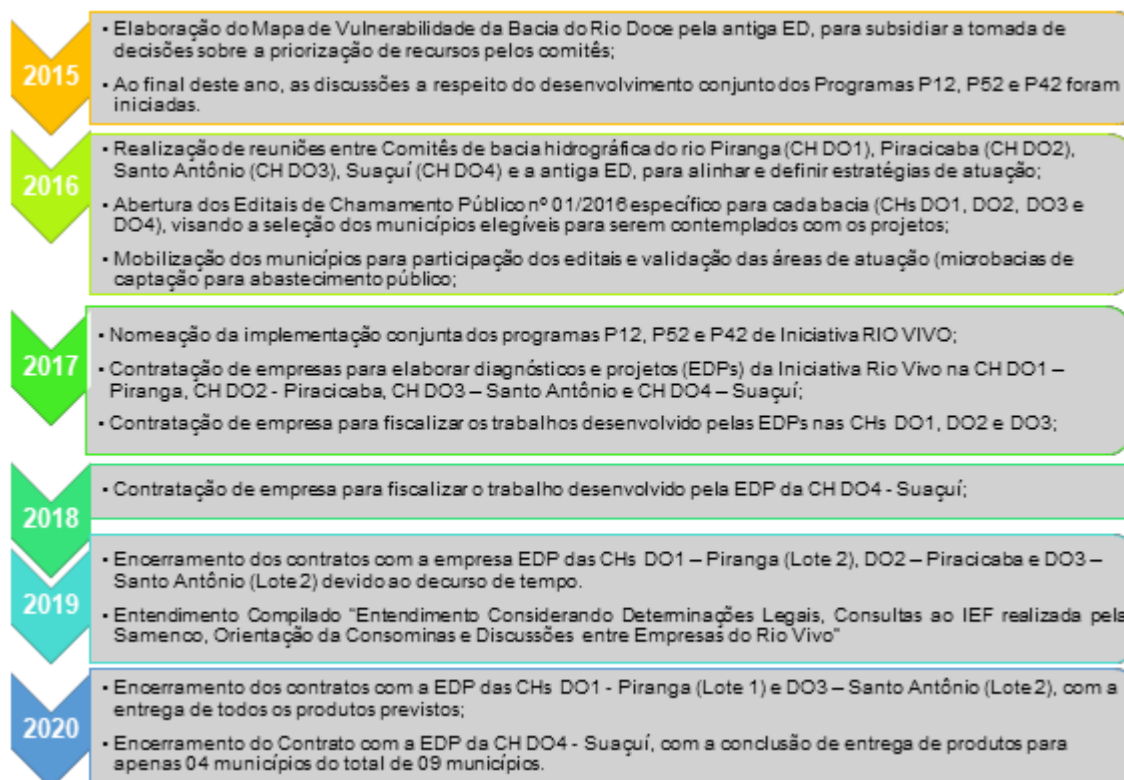 2015
• Elaboração do Mapa de Vulnerabilidade da Bacia do Rio Doce pela antiga ED, para subsidiar a tomada de
decisões sobre a priorização de recursos pelos comitês;
• Ao final deste ano, as discussões a respeito do desenvolvimento conjunto dos Programas P12, P52 e P42 foram
iniciadas.
2016
• Realização de reuniões entre Comitês de bacia hidrográfica do rio Piranga (CH DO1), Piracicaba (CH DO2),
Santo Antônio (CH DO3), Suaçuí (CH DO4) e a antiga ED, para alinhar e definir estratégias de atuação;
• Abertura dos Editais de Chamamento Público nº 01/2016 específico para cada bacia (CHs DO1, DO2, DO3 e
DO4), visando a seleção dos municípios elegíveis para serem contemplados com os projetos;
• Mobilização dos municípios para participação dos editais e validação das áreas de atuação (microbacias de
captação para abastecimento público;
2017
• Nomeação da implementação conjunta dos programas P12, P52 e P42 de Iniciativa RIO VIVO;
• Contratação de empresas para elaborar diagnósticos e projetos (EDPs) da Iniciativa Rio Vivo na CH DO1 –
Piranga, CH DO2 - Piracicaba, CH DO3 – Santo Antônio e CH DO4 – Suaçuí;
• Contratação de empresa para fiscalizar os trabalhos desenvolvido pelas EDPs nas CHs DO1, DO2 e DO3;
2018
• Contratação de empresa para fiscalizar o trabalho desenvolvido pela EDP da CH DO4 - Suaçuí;
2019
• Encerramento dos contratos com a empresa EDP das CHs DO1 – Piranga (Lote 2), DO2 – Piracicaba e DO3 –
Santo Antônio (Lote 2) devido ao decurso de tempo.
• Entendimento Compilado "Entendimento Considerando Determinações Legais, Consultas ao IEF realizada pela
Samenco, Orientação da Consominas e Discussões entre Empresas do Rio Vivo"
2020
• Encerramento dos contratos com a EDP das CHs DO1 - Piranga (Lote 1) e DO3 – Santo Antônio (Lote 2), com a
entrega de todos os produtos previstos;
• Encerramento do Contrato com a EDP da CH DO4 - Suaçuí, com a conclusão de entrega de produtos para
apenas 04 municípios do total de 09 municípios.